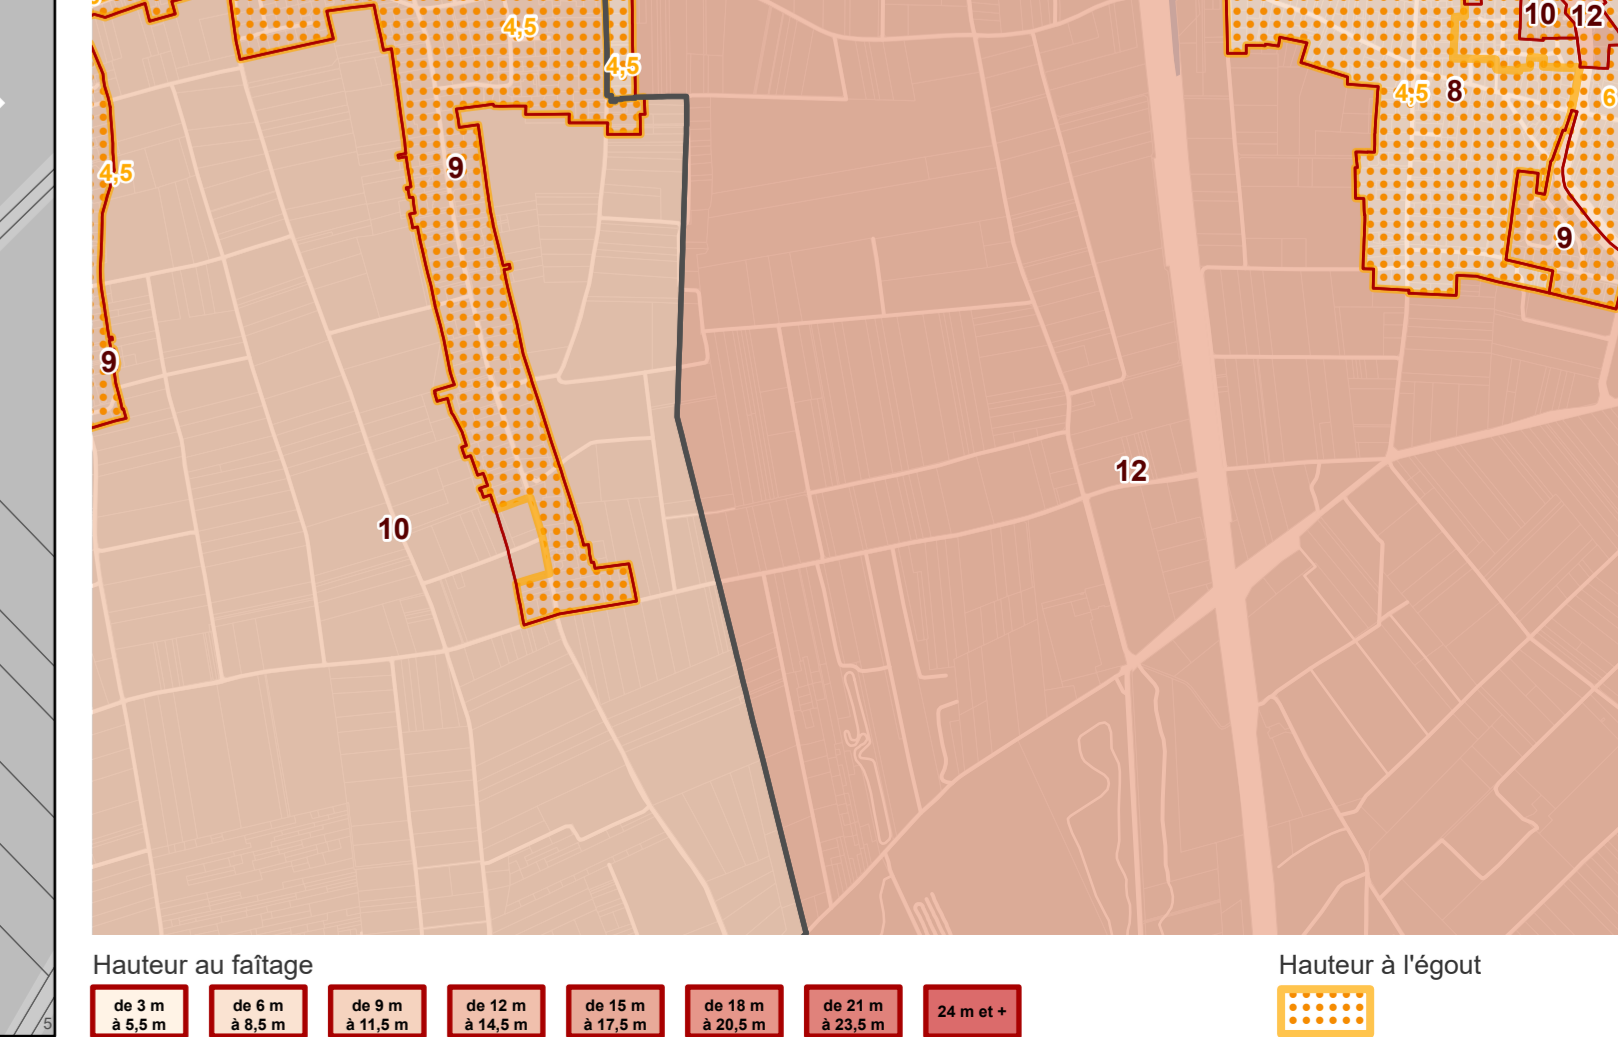 10 12
4,5
4,5
4,5 8 6
9
4,5
9
9
12
10
Hauteur au faîtage
Hauteur à l'égout
de 3 m
à 5,5 m
de 6 m
à 8,5 m
de 9 m
à 11,5 m
de 12 m
à 14,5 m
de 15 m
à 17,5 m
de 18 m
à 20,5 m
de 21 m
à 23,5 m
24 m et +
5